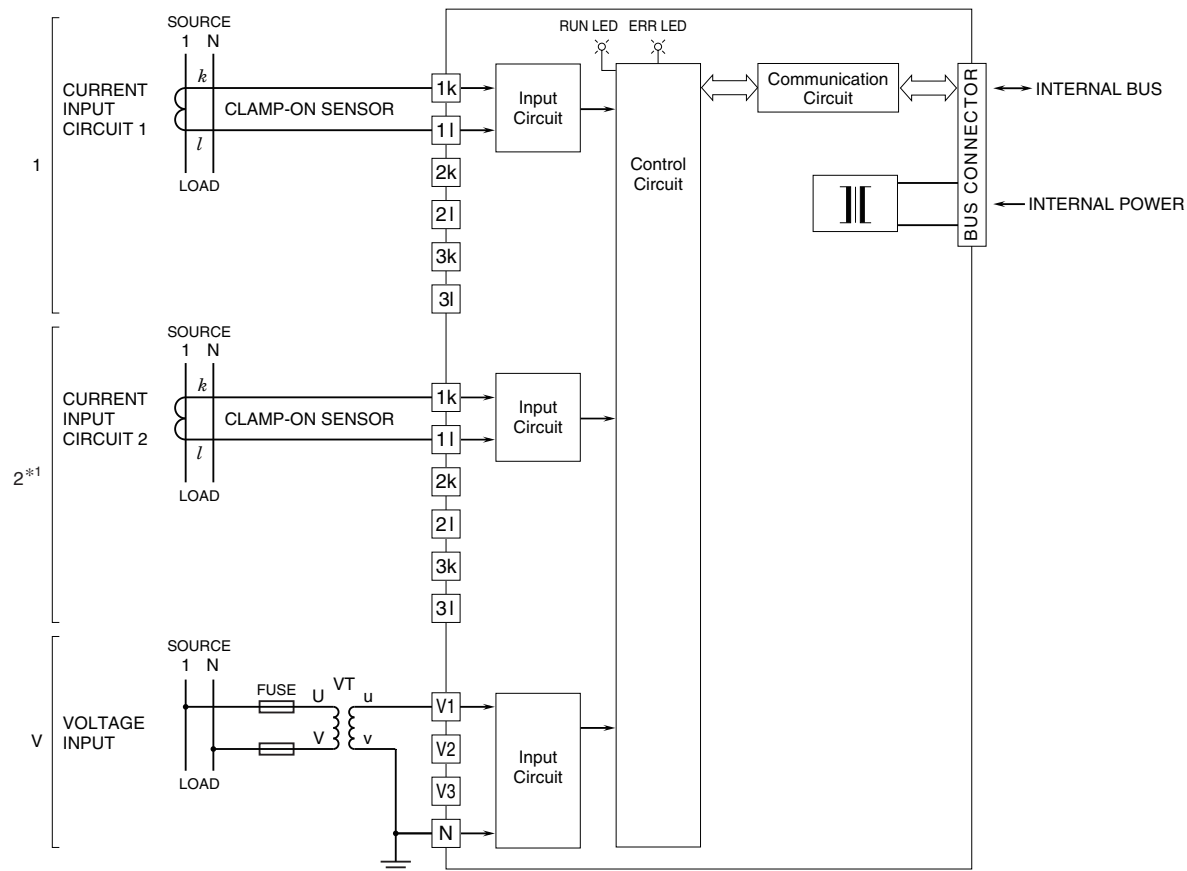 SOURCE
1 N
k
CURRENT
INPUT
CIRCUIT 1
CLAMP-ON SENSOR
l
LOAD
1
1k
1l
2k
2l
3k
3l
Input
Circuit
RUN LED
ERR LED
Control
Circuit
Communication
Circuit
BUS CONNECTOR
INTERNAL BUS
INTERNAL POWER
SOURCE
1 N
k
CURRENT
INPUT
CIRCUIT 2
CLAMP-ON SENSOR
l
LOAD
2*1
1k
1l
2k
2l
3k
3l
Input
Circuit
SOURCE
1 N
FUSE
U
VT
u
V
v
VOLTAGE
INPUT
V
LOAD
V1
V2
V3
N
Input
Circuit